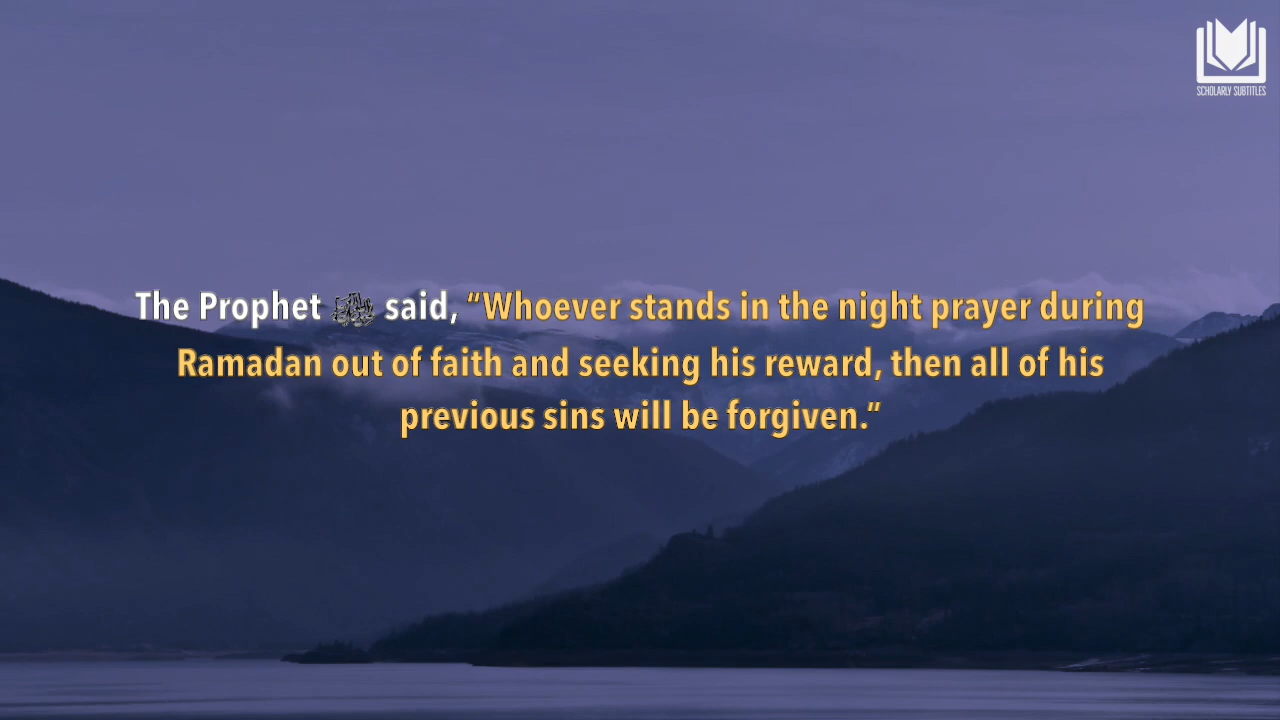 SCHOLARLY SUBTITLES
The Prophet ﷺ said, “Whoever stands in the night prayer during
Ramadan out of faith and seeking his reward, then all of his
previous sins will be forgiven.”